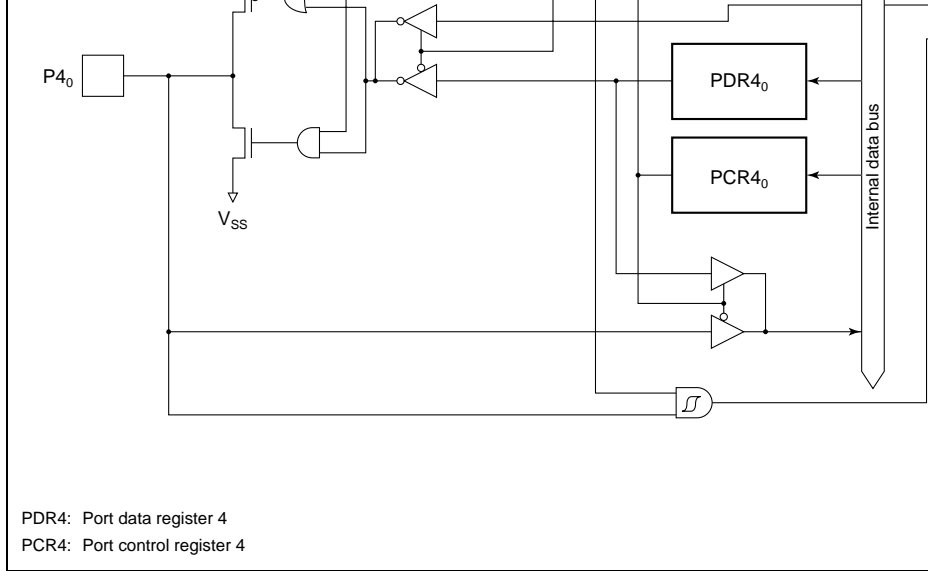 P4₀
PDR4₀
PCR4₀
Internal data bus
V_SS
PDR4: Port data register 4
PCR4: Port control register 4